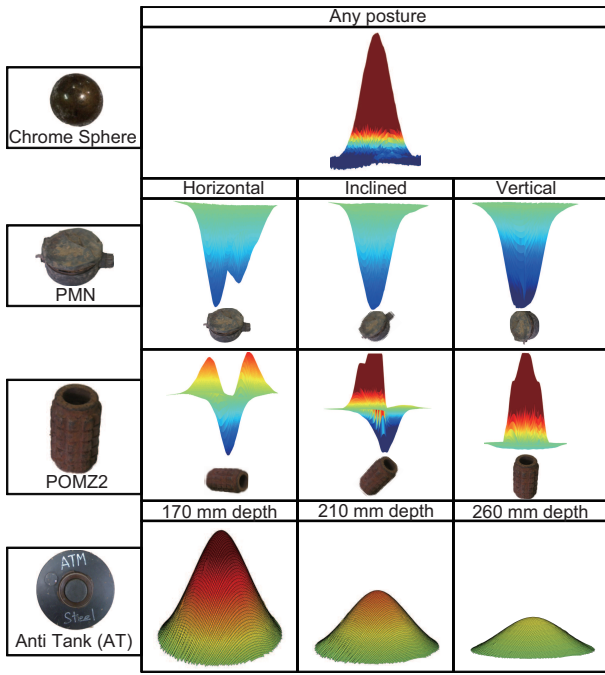 Any posture
Chrome Sphere
Horizontal Inclined Vertical
PMN
POMZ2
170 mm depth 210 mm depth 260 mm depth
ATM
Steel
Anti Tank (AT)